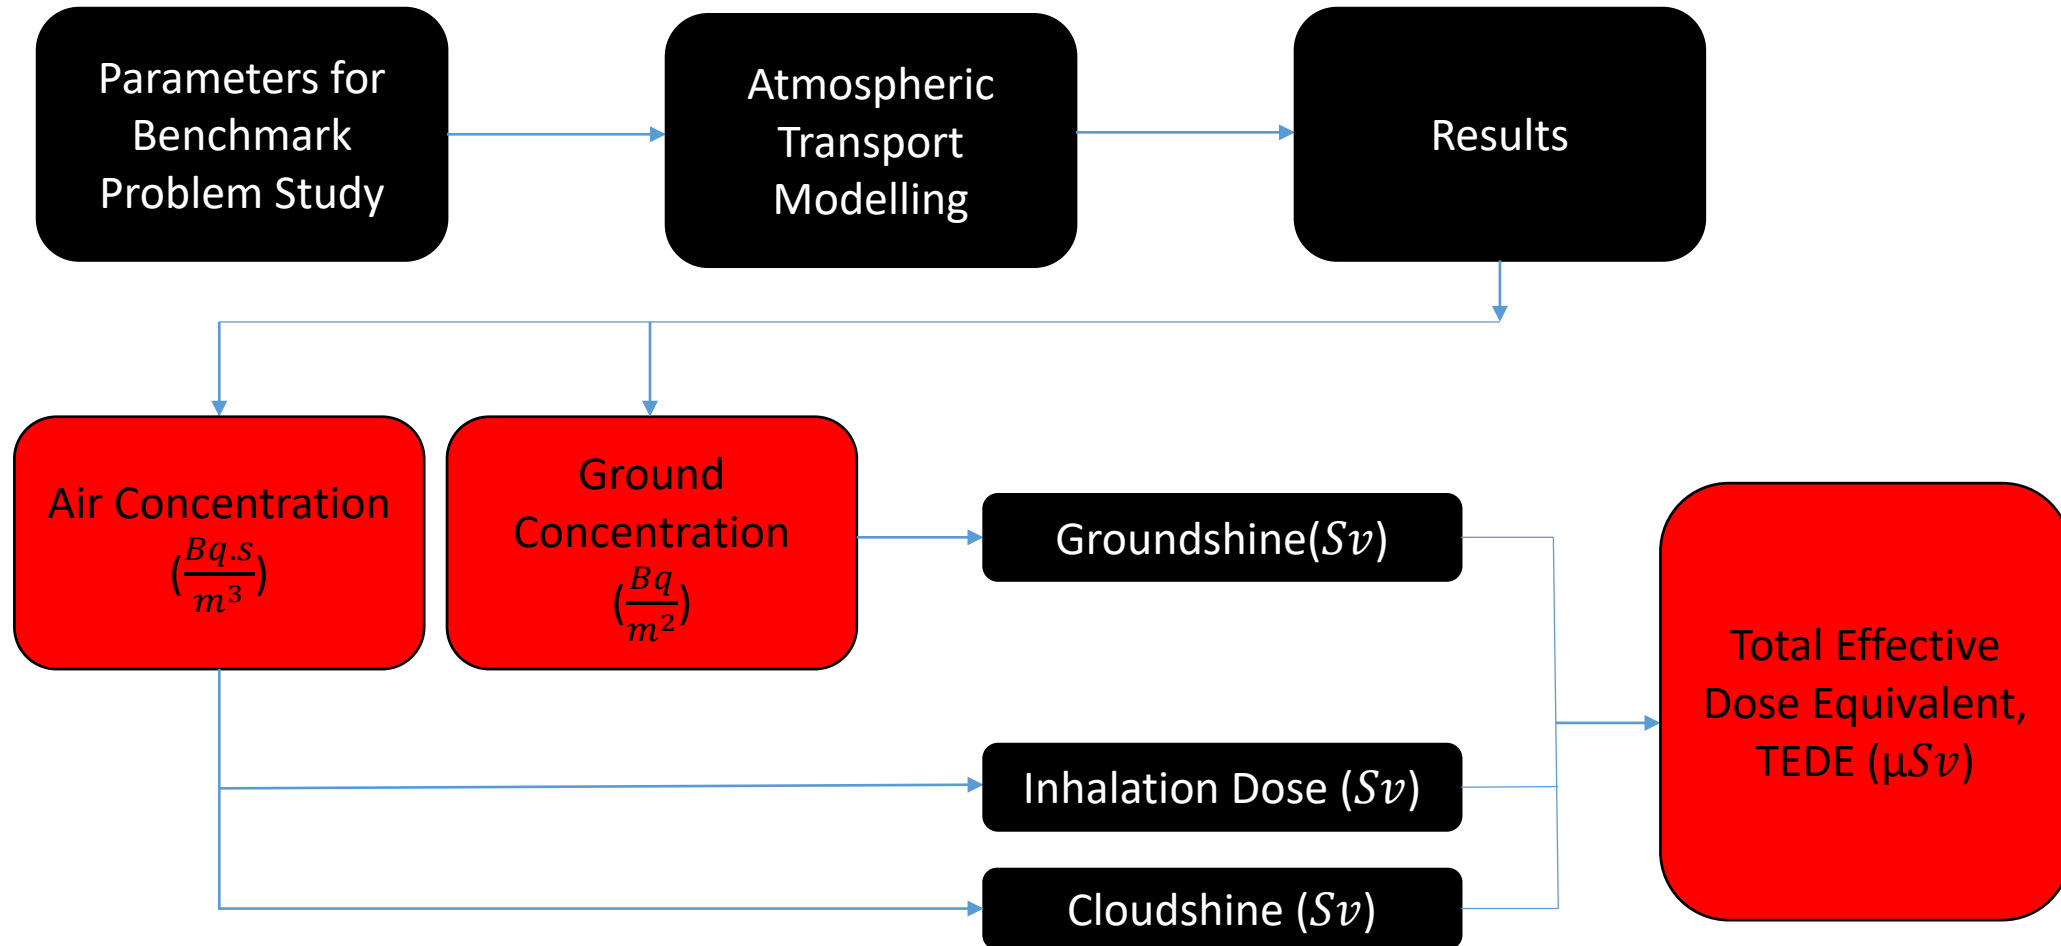 Parameters for
Benchmark
Problem Study
Atmospheric
Transport
Modelling
Results
Air Concentration
(Bq.s/m³)
Ground
Concentration
(Bq/m²)
Groundshine(Sv)
Inhalation Dose (Sv)
Cloudshine (Sv)
Total Effective
Dose Equivalent,
TEDE (µSv)